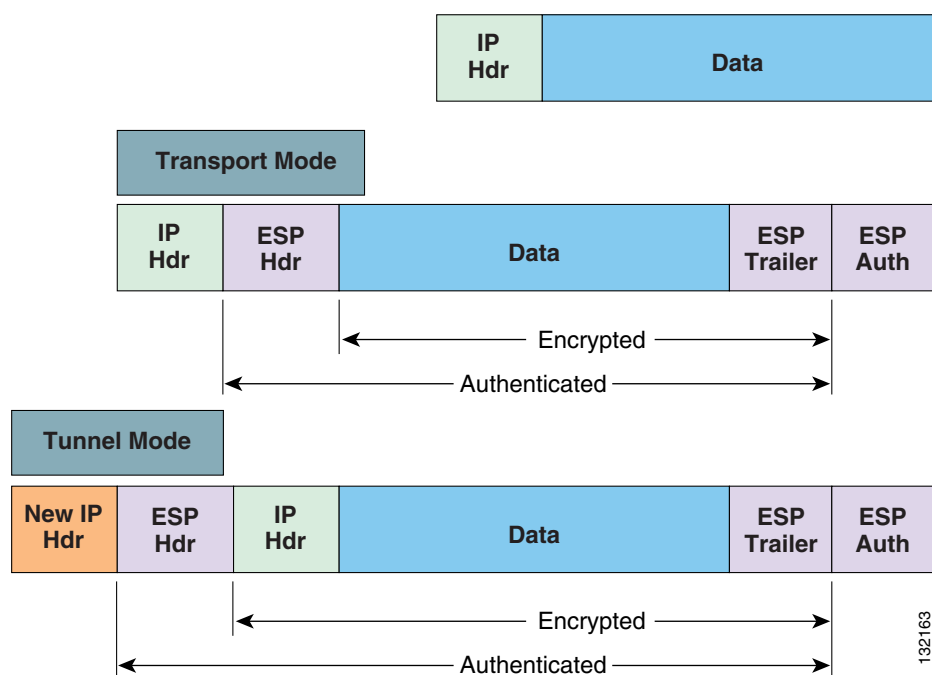 IP
Hdr
Data
Transport Mode
IP
Hdr
ESP
Hdr
Data
ESP
Trailer
ESP
Auth
Encrypted
Authenticated
Tunnel Mode
New IP
Hdr
ESP
Hdr
IP
Hdr
Data
ESP
Trailer
ESP
Auth
Encrypted
Authenticated
132163